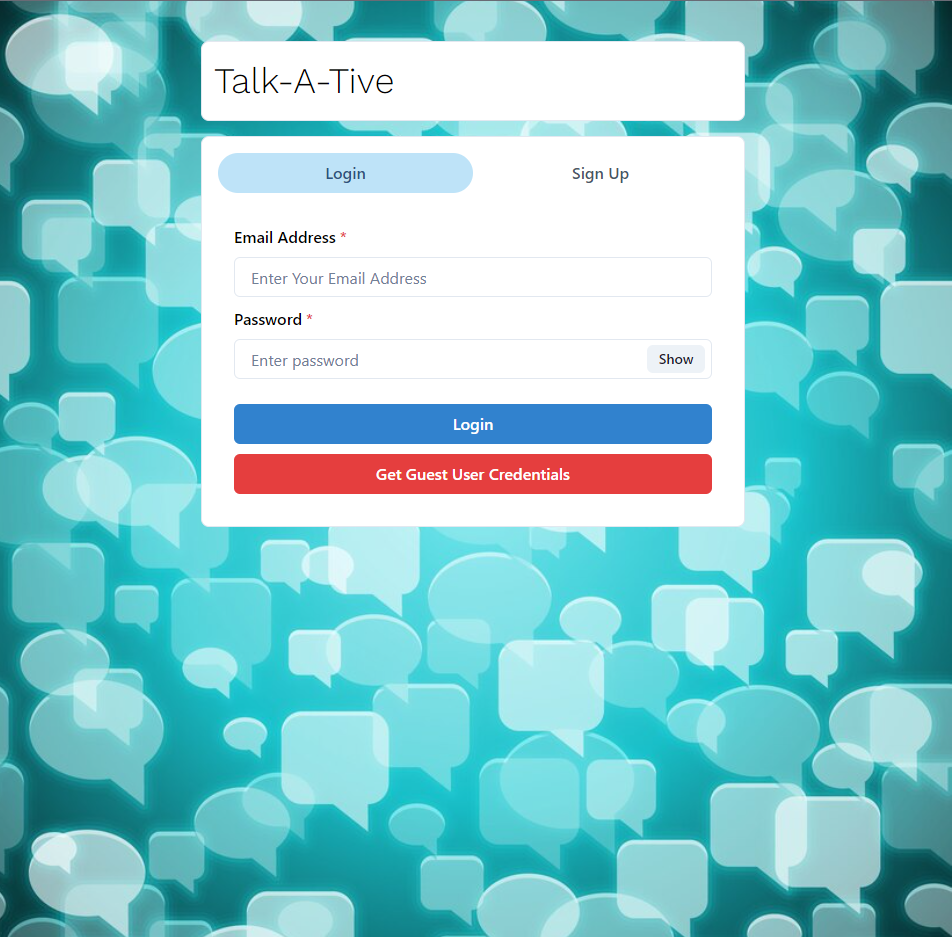 Talk-A-Tive
Login
Sign Up
Email Address *
Enter Your Email Address
Password *
Enter password
Show
Login
Get Guest User Credentials